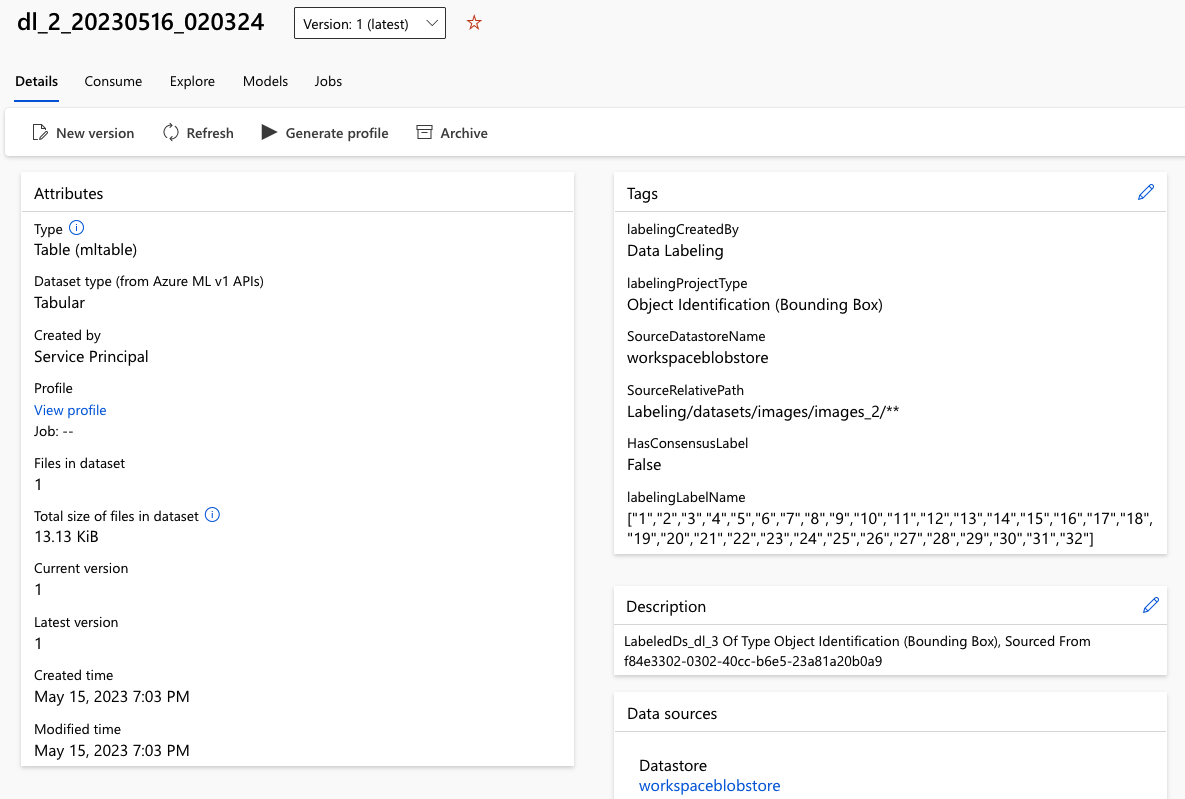 dl_2_20230516_020324
Version: 1 (latest)
Details
Consume
Explore
Models
Jobs
New version
Refresh
Generate profile
Archive
Attributes
Type
Table (mltable)
Dataset type (from Azure ML v1 APIs)
Tabular
Created by
Service Principal
Profile
View profile
Job: --
Files in dataset
1
Total size of files in dataset
13.13 KiB
Current version
1
Latest version
1
Created time
May 15, 2023 7:03 PM
Modified time
May 15, 2023 7:03 PM
Tags
labelingCreatedBy
Data Labeling
labelingProjectType
Object Identification (Bounding Box)
SourceDatastoreName
workspaceblobstore
SourceRelativePath
Labeling/datasets/images/images_2/**
HasConsensusLabel
False
labelingLabelName
["1","2","3","4","5","6","7","8","9","10","11","12","13","14","15","16","17","18",
"19","20","21","22","23","24","25","26","27","28","29","30","31","32"]
Description
LabeledDs_dl_3 Of Type Object Identification (Bounding Box), Sourced From
f84e3302-0302-40cc-b6e5-23a81a20b0a9
Data sources
Datastore
workspaceblobstore